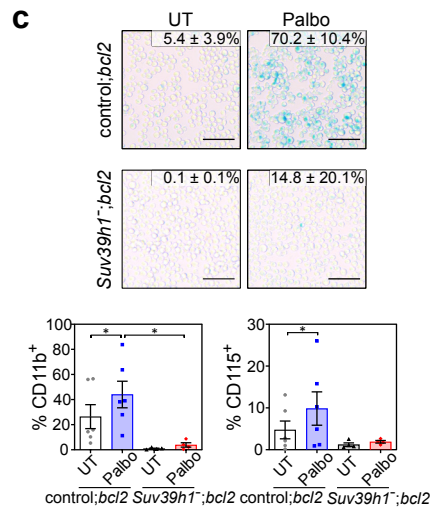 c
UT Palbo
control;bcl2
5.4 ± 3.9% 70.2 ± 10.4%
Suv39h1⁻;bcl2
0.1 ± 0.1% 14.8 ± 20.1%
% CD11b⁺
100
80
60
40
20
0
* *
UT Palbo UT Palbo
control;bcl2 Suv39h1⁻;bcl2
% CD115⁺
30
20
10
0
*
UT Palbo UT Palbo
control;bcl2 Suv39h1⁻;bcl2